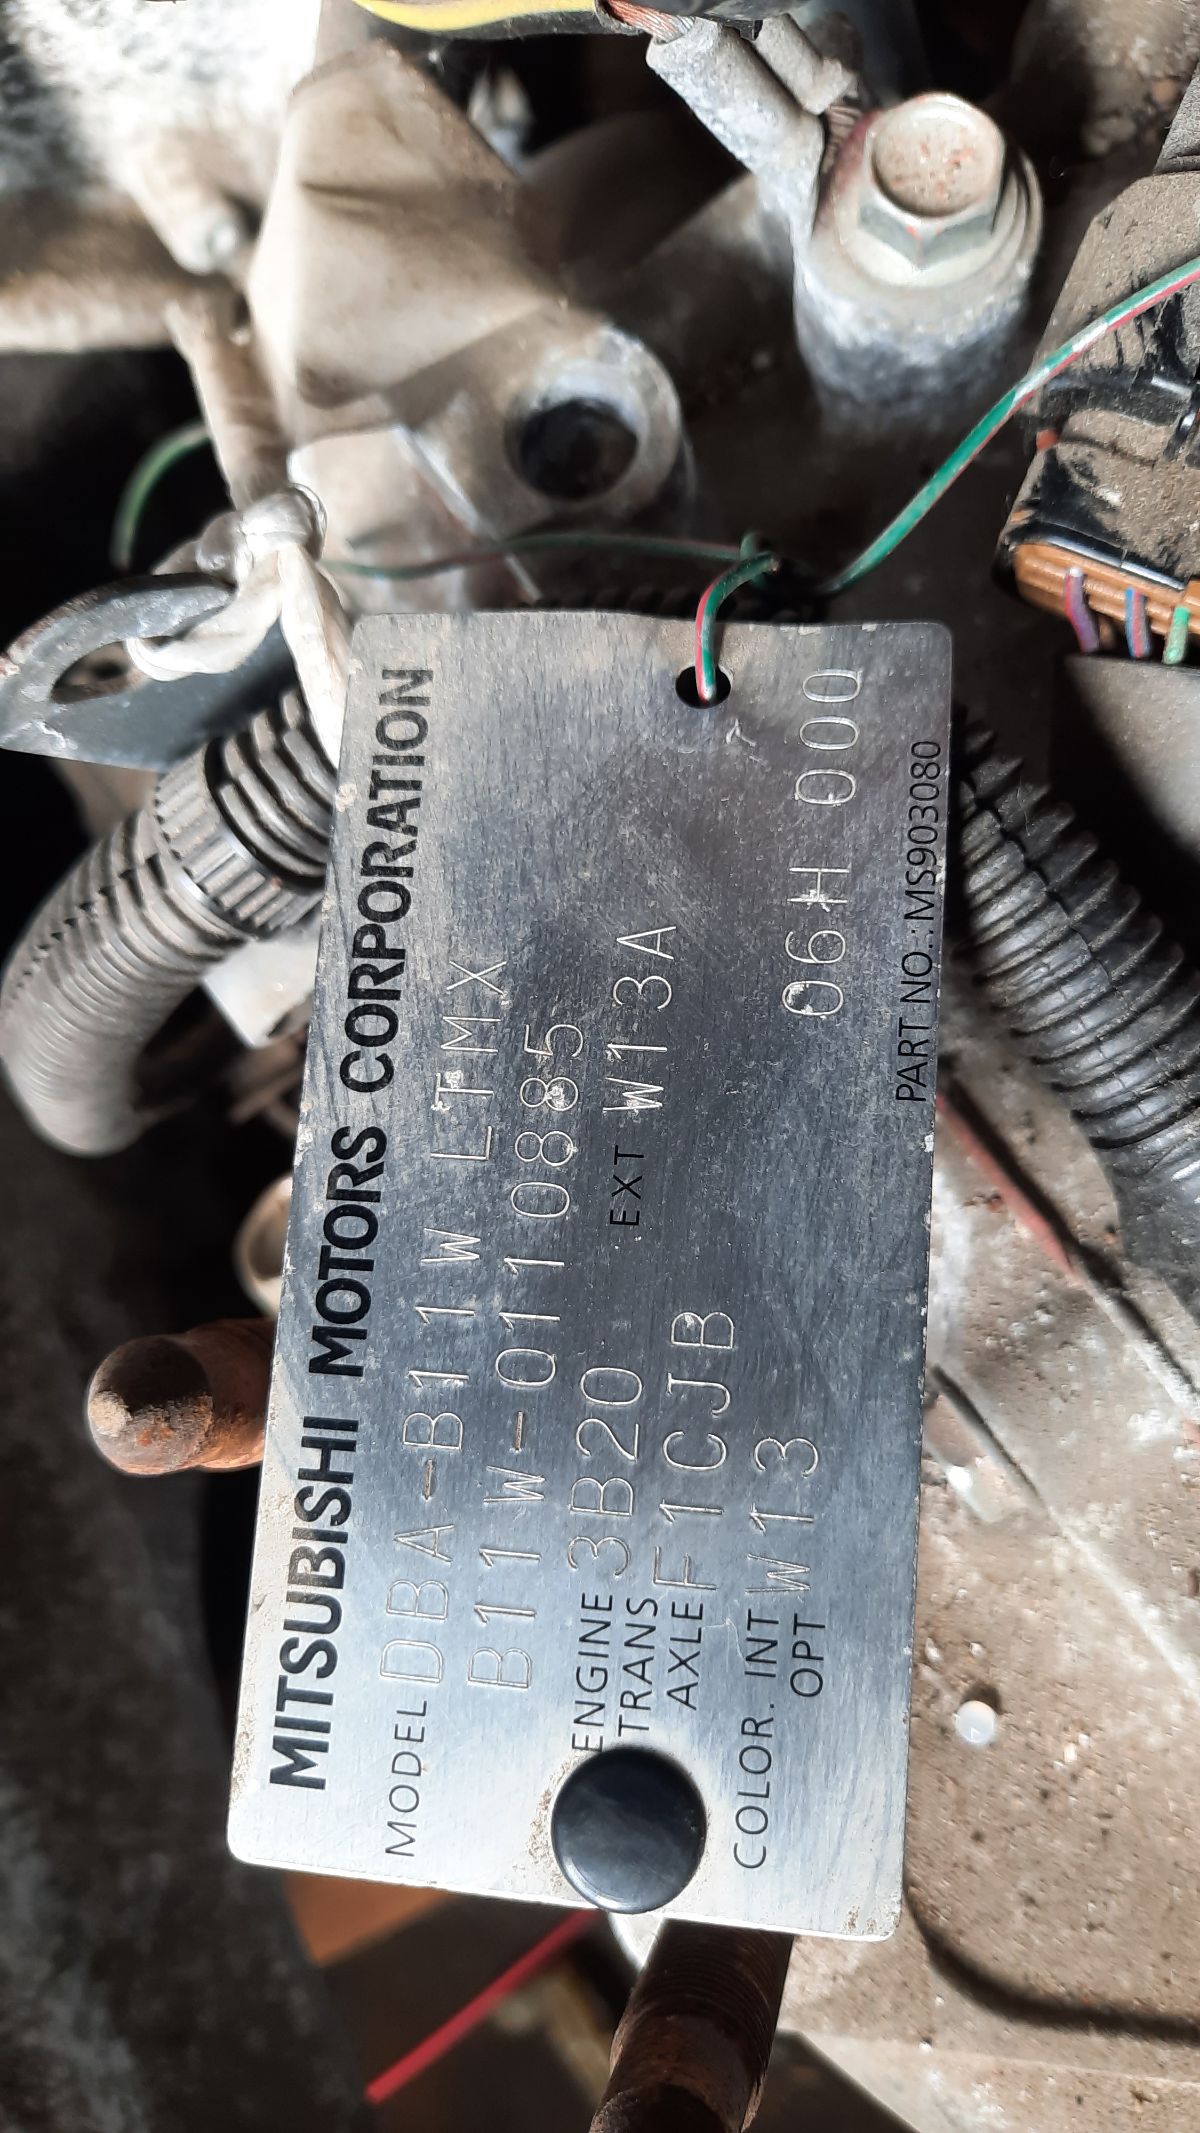 MITSUBISHI MOTORS CORPORATION
MODEL DBA-B11W LTMX
B11W-0110885
ENGINE 3B20 EXT W13A
TRANS
AXLE F1CJB
COLOR. INT
OPT W13 06H 000
PART NO.:MS903080